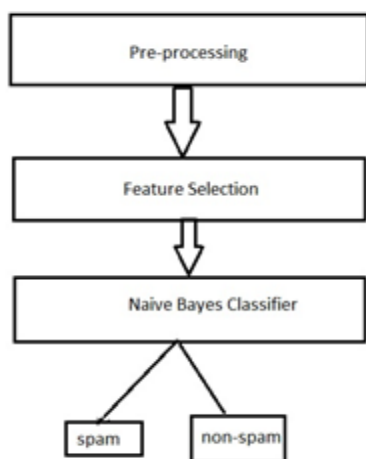 Pre-processing
Feature Selection
Naive Bayes Classifier
spam
non-spam